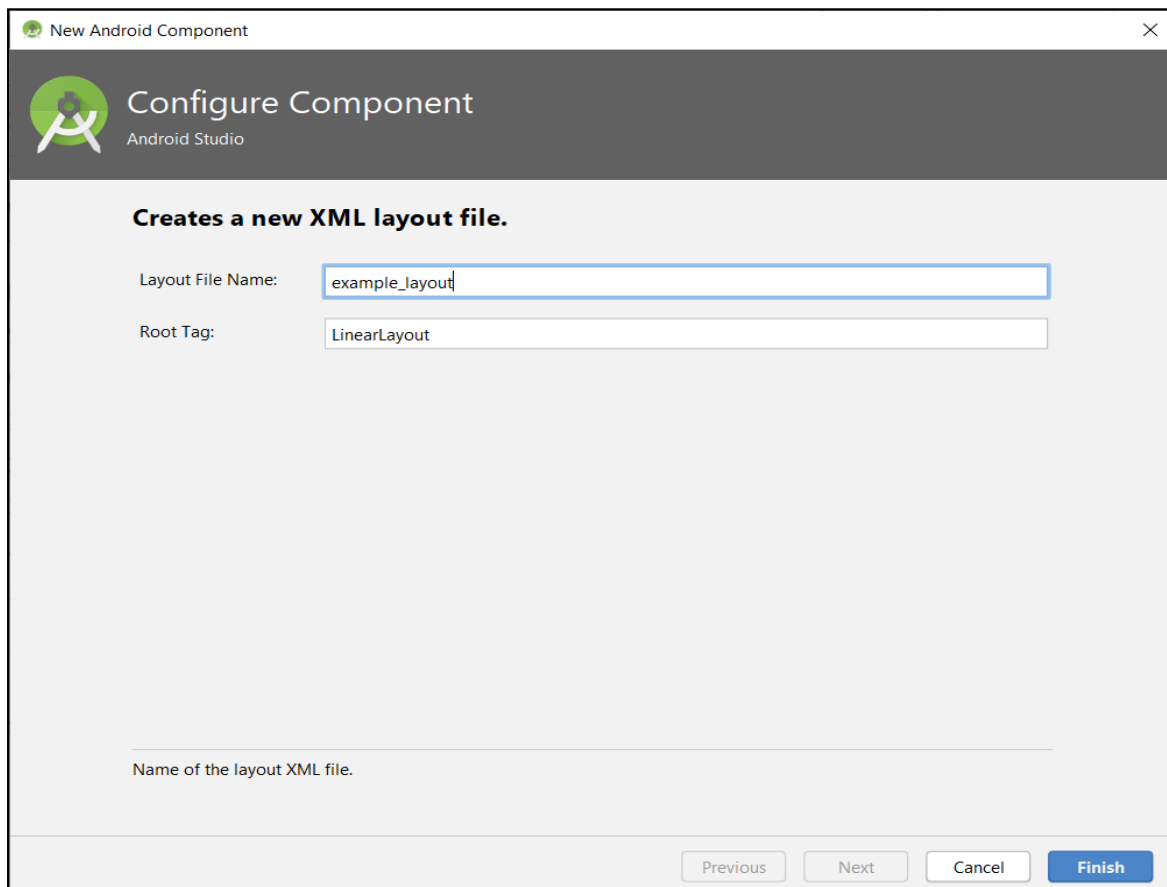 New Android Component
Configure Component
Android Studio
Creates a new XML layout file.
Layout File Name: example_layout
Root Tag: LinearLayout
Name of the layout XML file.
Previous Next Cancel Finish